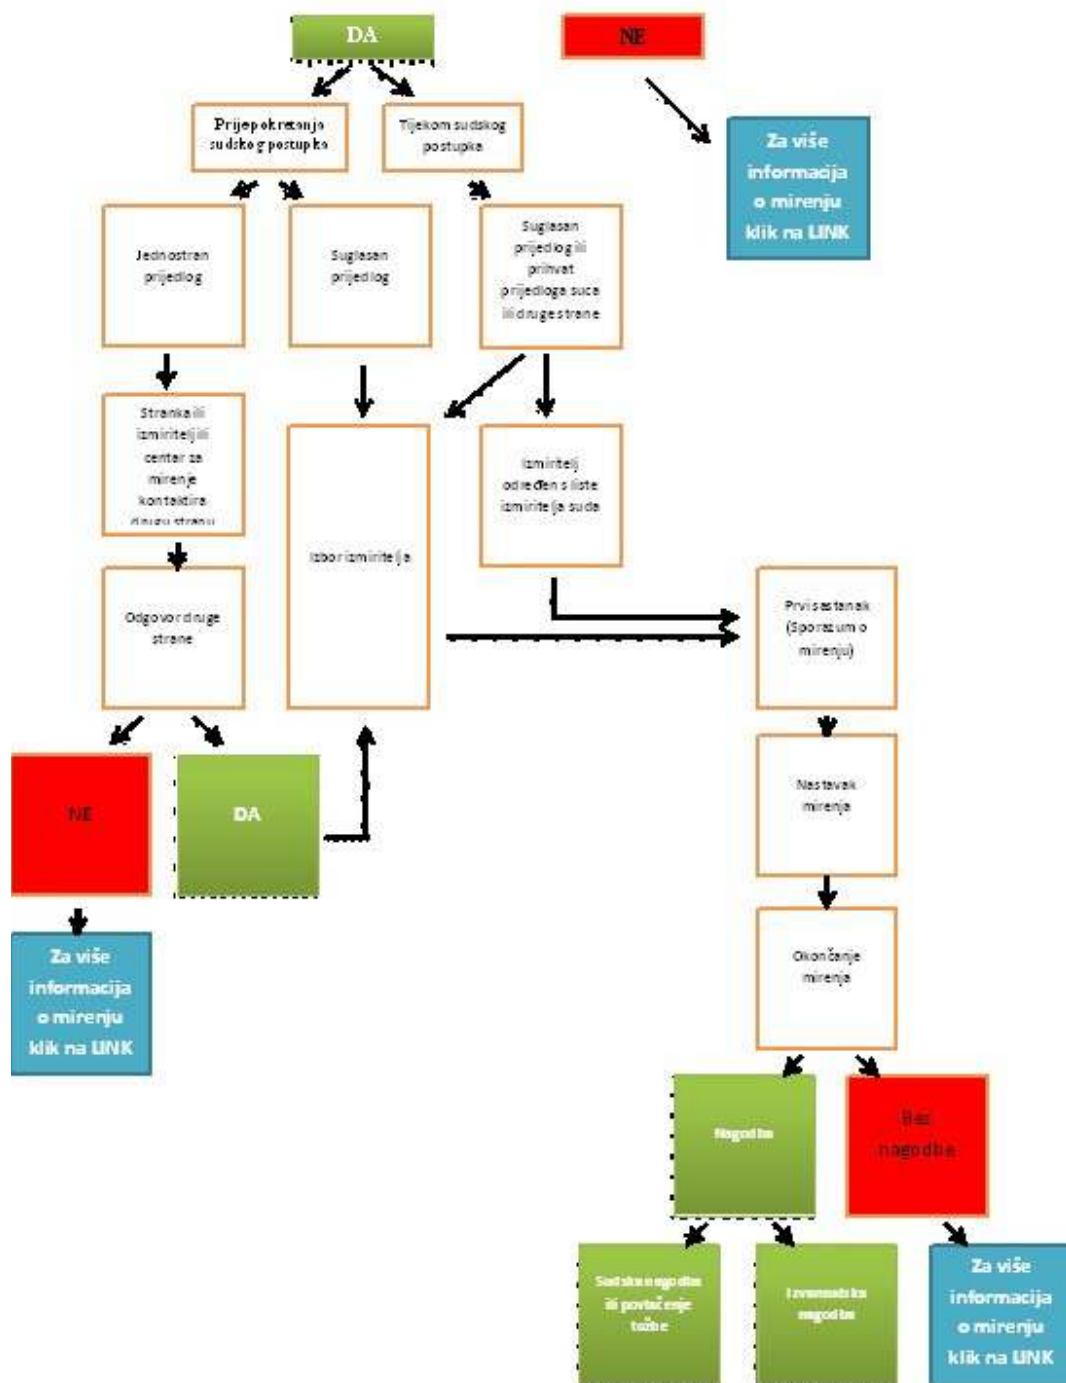 DA
NE
Prije pokretanja
sudskog postupka
Tijekom sudskog
postupka
Za više
informacija
o mirenju
klik na LINK
Jednostran
prijedlog
Suglasan
prijedlog
Suglasan
prijedlog ili
prihvat
prijedloga suca
ili druge strane
Stranka ili
izmiritelj ili
centar za
mirenje
kontaktira
drugu stranu
Izbor izmiritelja
Izmiritelj
određen s liste
izmiritelja suda
Odgovor druge
strane
Prvi sastanak
(Sporazum o
mirenju)
NE
DA
Nastavak
mirenja
Za više
informacija
o mirenju
klik na LINK
Okončanje
mirenja
Nagodba
Bez
nagodbe
Sudska nagodba
ili povlačenje
tužbe
Izvansudska
nagodba
Za više
informacija
o mirenju
klik na LINK